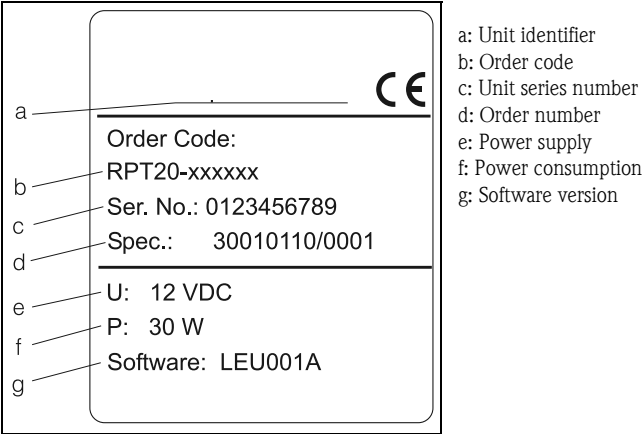 a
CE
Order Code:
b
RPT20-xxxxxx
c
Ser. No.: 0123456789
d
Spec.: 30010110/0001
e
U: 12 VDC
f
P: 30 W
g
Software: LEU001A
a: Unit identifier
b: Order code
c: Unit series number
d: Order number
e: Power supply
f: Power consumption
g: Software version